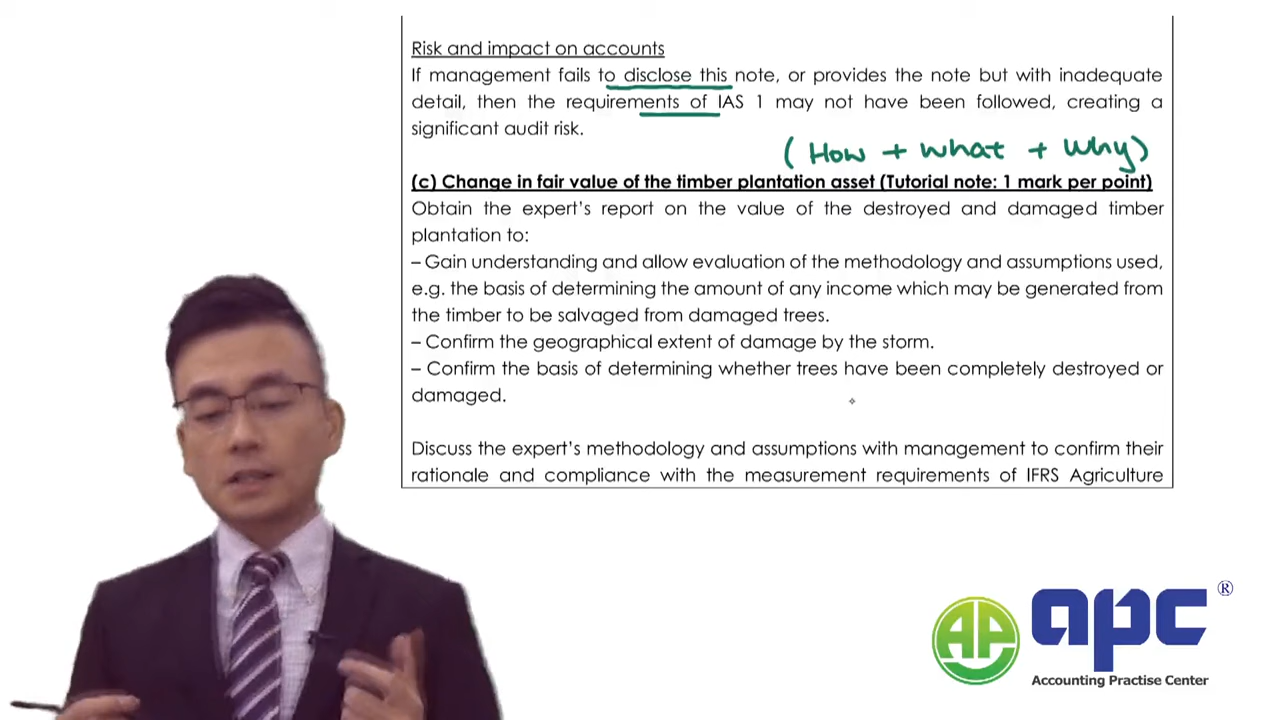 Risk and impact on accounts
If management fails to disclose this note, or provides the note but with inadequate
detail, then the requirements of IAS 1 may not have been followed, creating a
significant audit risk.
( How + what + why)
(c) Change in fair value of the timber plantation asset (Tutorial note: 1 mark per point)
Obtain the expert's report on the value of the destroyed and damaged timber
plantation to:
– Gain understanding and allow evaluation of the methodology and assumptions used,
e.g. the basis of determining the amount of any income which may be generated from
the timber to be salvaged from damaged trees.
– Confirm the geographical extent of damage by the storm.
– Confirm the basis of determining whether trees have been completely destroyed or
damaged.
Discuss the expert's methodology and assumptions with management to confirm their
rationale and compliance with the measurement requirements of IFRS Agriculture
AP apc ®
Accounting Practise Center